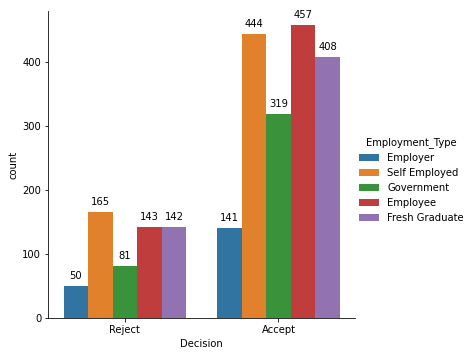 457
444
408
400
319
300
count
Employment_Type
Employer
Self Employed
Government
Employee
Fresh Graduate
200
165
143 142
141
100
81
50
0
Reject Accept
Decision